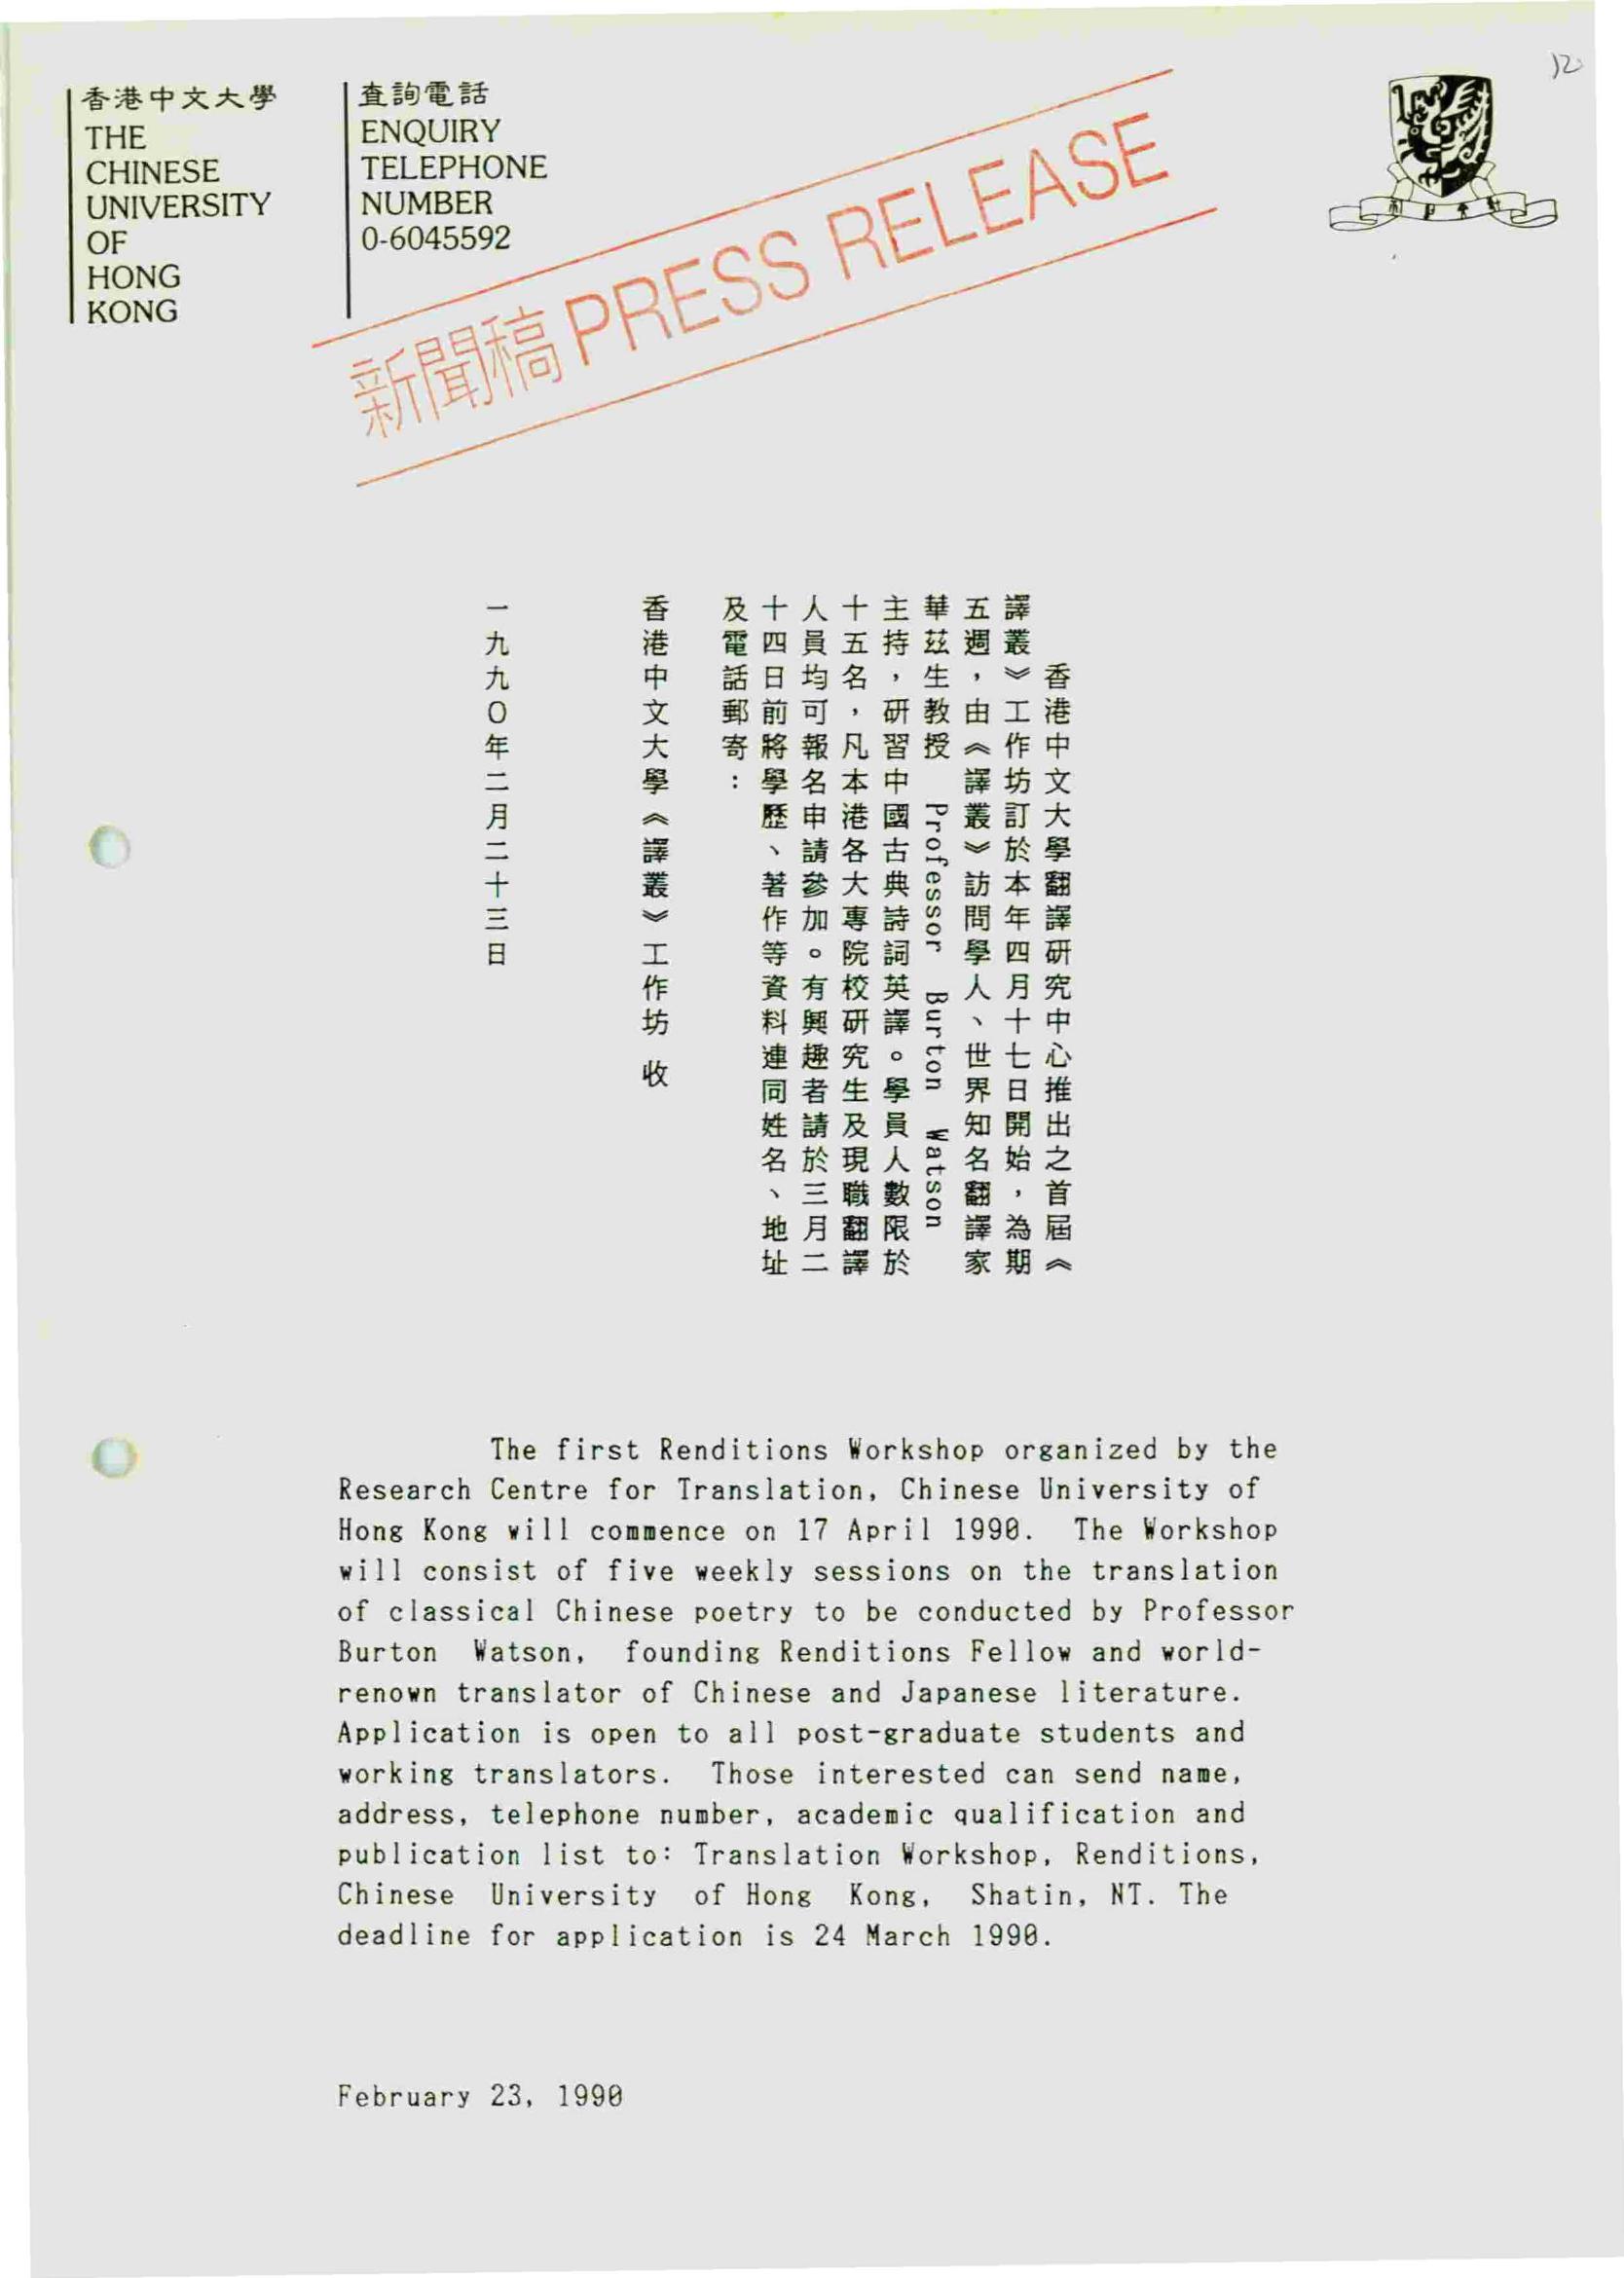 香港中文大學
THE
CHINESE
UNIVERSITY
OF
HONG
KONG
查詢電話
ENQUIRY
TELEPHONE
NUMBER
0-6045592
新聞稿 PRESS RELEASE
香港中文大學翻譯研究中心推出之首屆《
譯叢》工作坊訂於本年四月十七日開始，為期
五週，由《譯叢》訪問學人、世界知名翻譯家
華茲生教授 Professor Burton Watson
主持，研習中國古典詩詞英譯。學員人數限於
十五名，凡本港各大專院校研究生及現職翻譯
人員均可報名申請參加。有興趣者請於三月二
十四日前將學歷、著作等資料連同姓名、地址
及電話郵寄：
香港中文大學《譯叢》工作坊 收
一九九〇年二月二十三日
The first Renditions Workshop organized by the
Research Centre for Translation, Chinese University of
Hong Kong will commence on 17 April 1990. The Workshop
will consist of five weekly sessions on the translation
of classical Chinese poetry to be conducted by Professor
Burton Watson, founding Renditions Fellow and world-
renown translator of Chinese and Japanese literature.
Application is open to all post-graduate students and
working translators. Those interested can send name,
address, telephone number, academic qualification and
publication list to: Translation Workshop, Renditions,
Chinese University of Hong Kong, Shatin, NT. The
deadline for application is 24 March 1990.
February 23, 1990